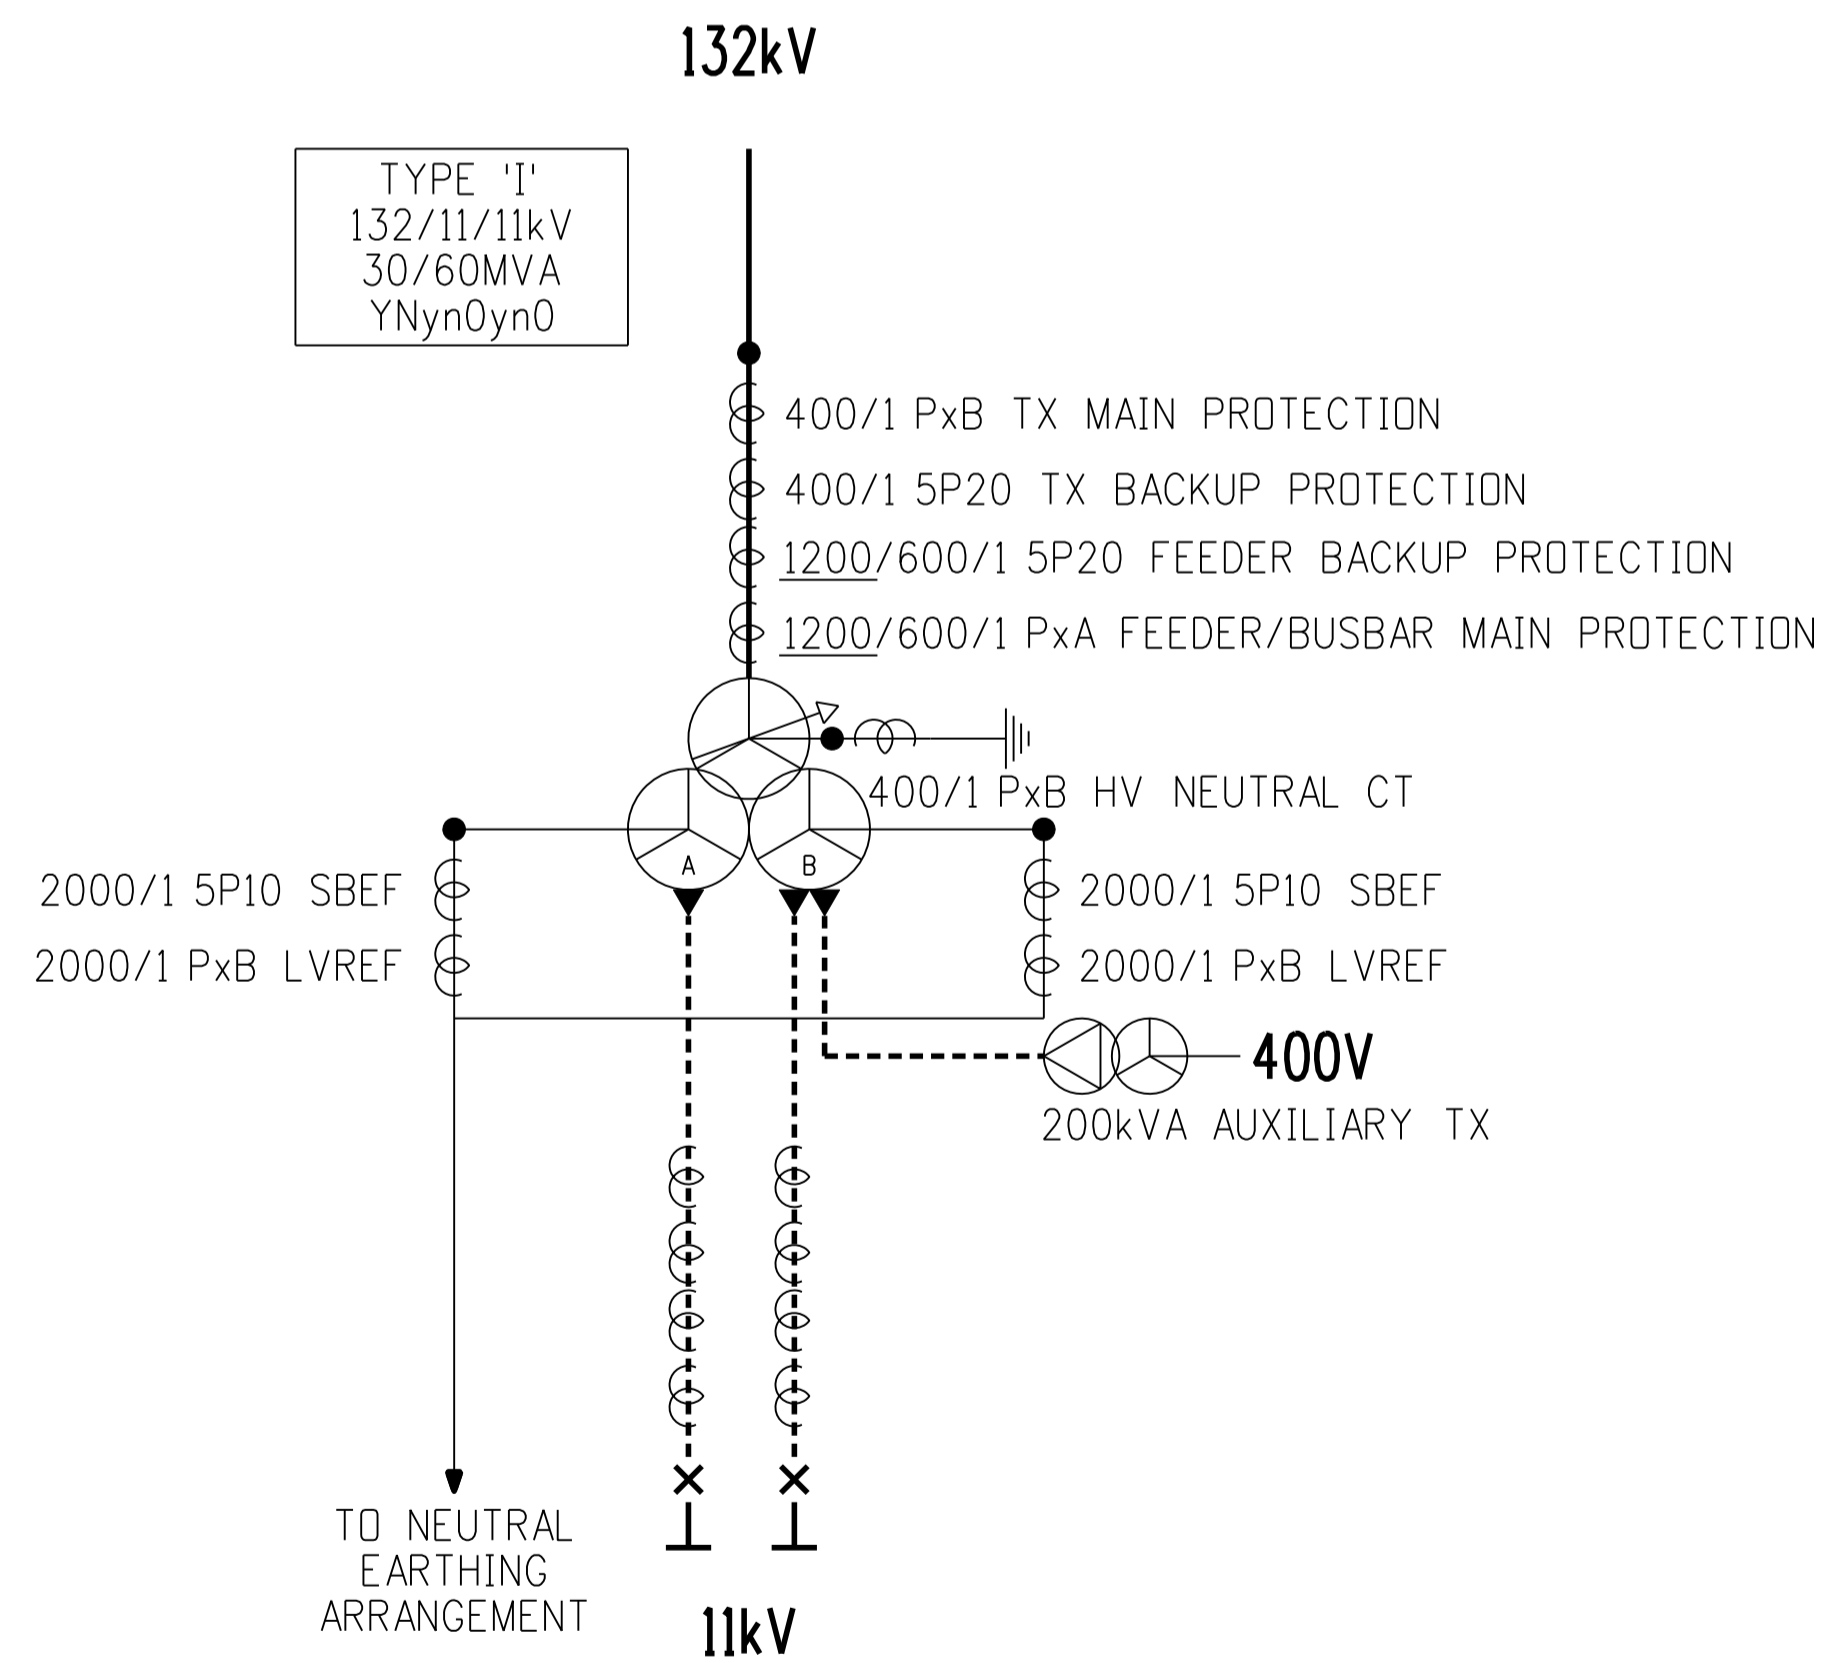 132kV
TYPE 'I'
132/11/11kV
30/60MVA
YNyn0yn0
400/1 PxB TX MAIN PROTECTION
400/1 5P20 TX BACKUP PROTECTION
1200/600/1 5P20 FEEDER BACKUP PROTECTION
1200/600/1 PxA FEEDER/BUSBAR MAIN PROTECTION
400/1 PxB HV NEUTRAL CT
A
B
2000/1 5P10 SBEF
2000/1 PxB LVREF
2000/1 5P10 SBEF
2000/1 PxB LVREF
400V
200kVA AUXILIARY TX
TO NEUTRAL
EARTHING
ARRANGEMENT
11kV